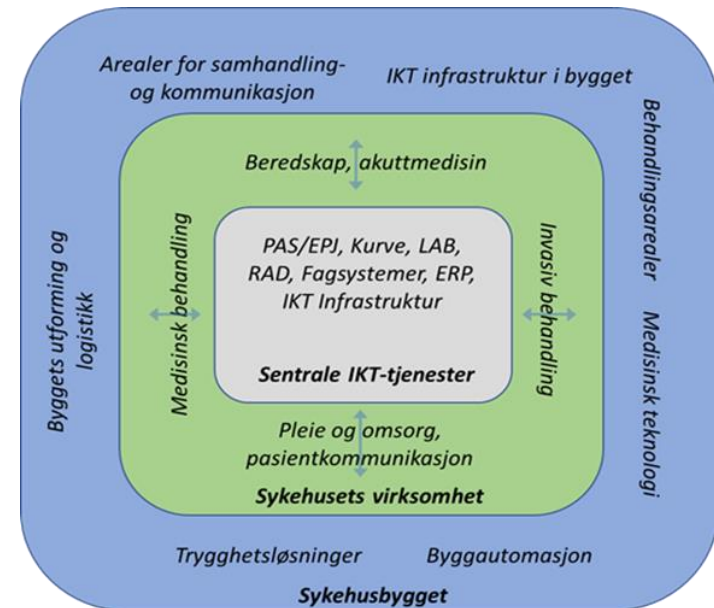 Arealer for samhandling-
og kommunikasjon
IKT infrastruktur i bygget
Behandlingsarealer
Medisinsk teknologi
Byggets utforming og
logistikk
Beredskap, akuttmedisin
Medisinsk behandling
Invasiv behandling
PAS/EPJ, Kurve, LAB,
RAD, Fagsystemer, ERP,
IKT Infrastruktur
Sentrale IKT-tjenester
Pleie og omsorg,
pasientkommunikasjon
Sykehusets virksomhet
Trygghetsløsninger
Byggautomasjon
Sykehusbygget